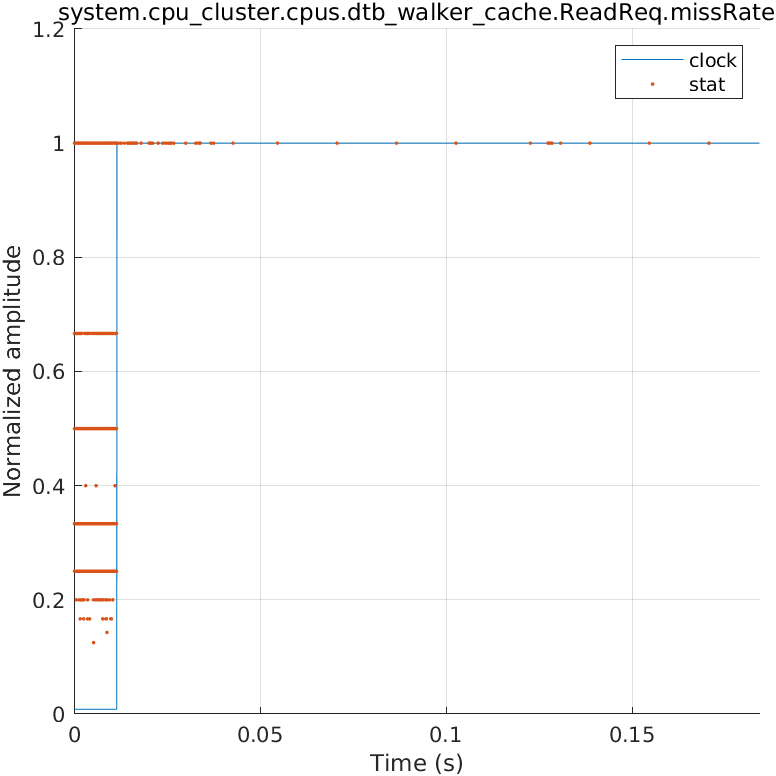 system.cpu_cluster.cpus.dtb_walker_cache.ReadReq.missRate
1.2
clock
stat
1
0.8
0.6
0.4
0.2
0
Normalized amplitude
0
0.05
0.1
0.15
Time (s)